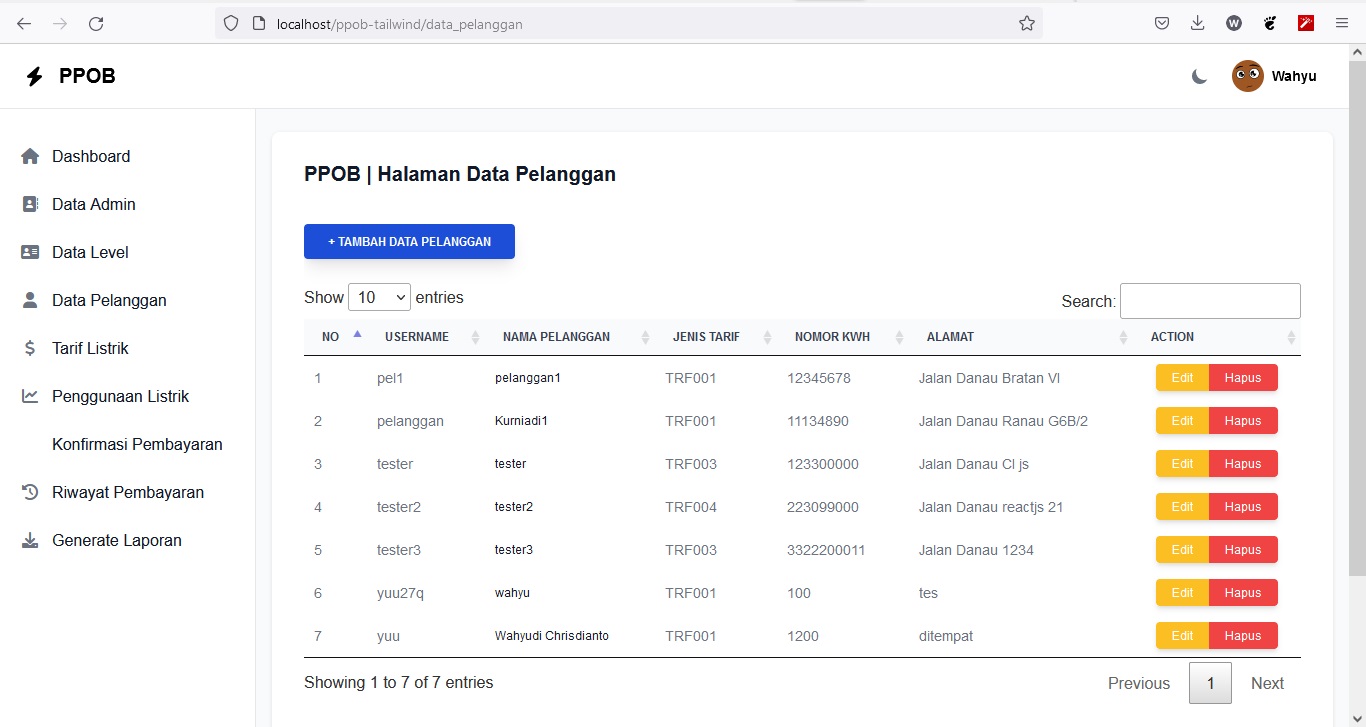 localhost/ppob-tailwind/data_pelanggan
W
PPOB
Wahyu
Dashboard
Data Admin
Data Level
Data Pelanggan
Tarif Listrik
Penggunaan Listrik
Konfirmasi Pembayaran
Riwayat Pembayaran
Generate Laporan
PPOB | Halaman Data Pelanggan
+ TAMBAH DATA PELANGGAN
Show 10 entries
Search:
NO USERNAME NAMA PELANGGAN JENIS TARIF NOMOR KWH ALAMAT ACTION
1 pel1 pelanggan1 TRF001 12345678 Jalan Danau Bratan VI Edit Hapus
2 pelanggan Kurniadi1 TRF001 11134890 Jalan Danau Ranau G6B/2 Edit Hapus
3 tester tester TRF003 123300000 Jalan Danau CI js Edit Hapus
4 tester2 tester2 TRF004 223099000 Jalan Danau reactjs 21 Edit Hapus
5 tester3 tester3 TRF003 3322200011 Jalan Danau 1234 Edit Hapus
6 yuu27q wahyu TRF001 100 tes Edit Hapus
7 yuu Wahyudi Chrisdianto TRF001 1200 ditempat Edit Hapus
Showing 1 to 7 of 7 entries
Previous 1 Next